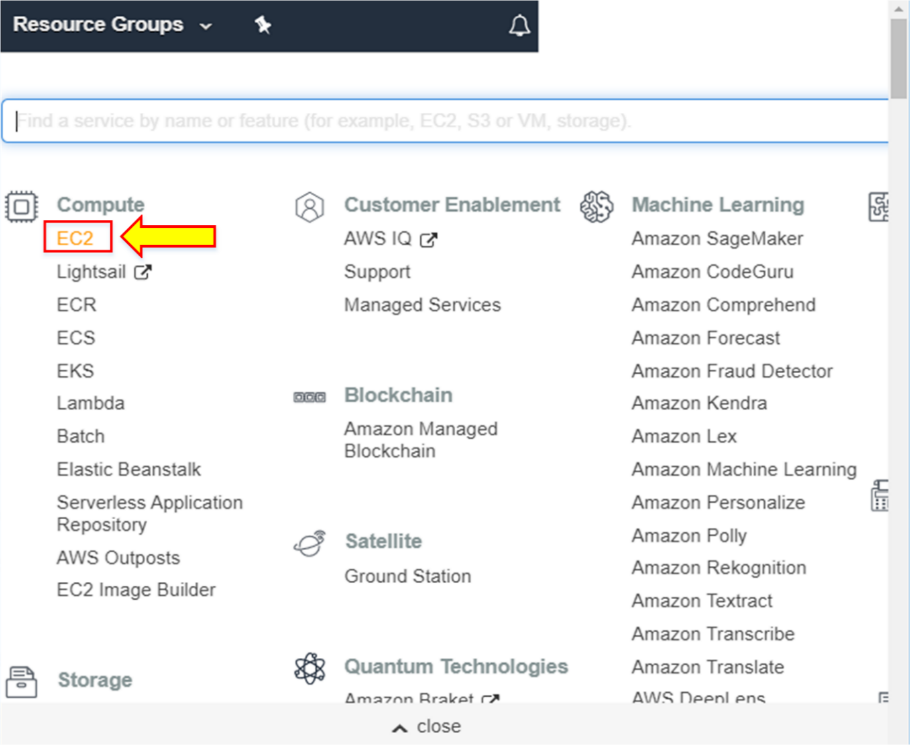 Resource Groups
Find a service by name or feature (for example, EC2, S3 or VM, storage).
Compute
EC2
Lightsail
ECR
ECS
EKS
Lambda
Batch
Elastic Beanstalk
Serverless Application
Repository
AWS Outposts
EC2 Image Builder
Storage
Customer Enablement
AWS IQ
Support
Managed Services
Blockchain
Amazon Managed
Blockchain
Satellite
Ground Station
Quantum Technologies
Amazon Braket
Machine Learning
Amazon SageMaker
Amazon CodeGuru
Amazon Comprehend
Amazon Forecast
Amazon Fraud Detector
Amazon Kendra
Amazon Lex
Amazon Machine Learning
Amazon Personalize
Amazon Polly
Amazon Rekognition
Amazon Textract
Amazon Transcribe
Amazon Translate
AWS DeepLens
close